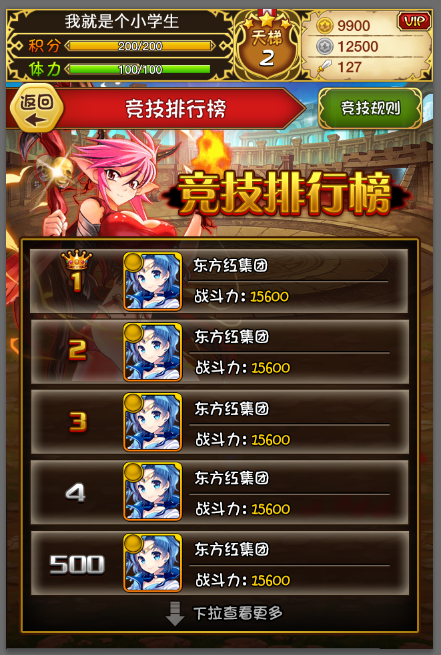 我就是个小学生
积分 200/200
体力 100/100
天梯
2
9900
12500
127
VIP
返回
竞技排行榜
竞技规则
竞技排行榜
1
东方红集团
战斗力: 15600
2
东方红集团
战斗力: 15600
3
东方红集团
战斗力: 15600
4
东方红集团
战斗力: 15600
500
东方红集团
战斗力: 15600
下拉查看更多